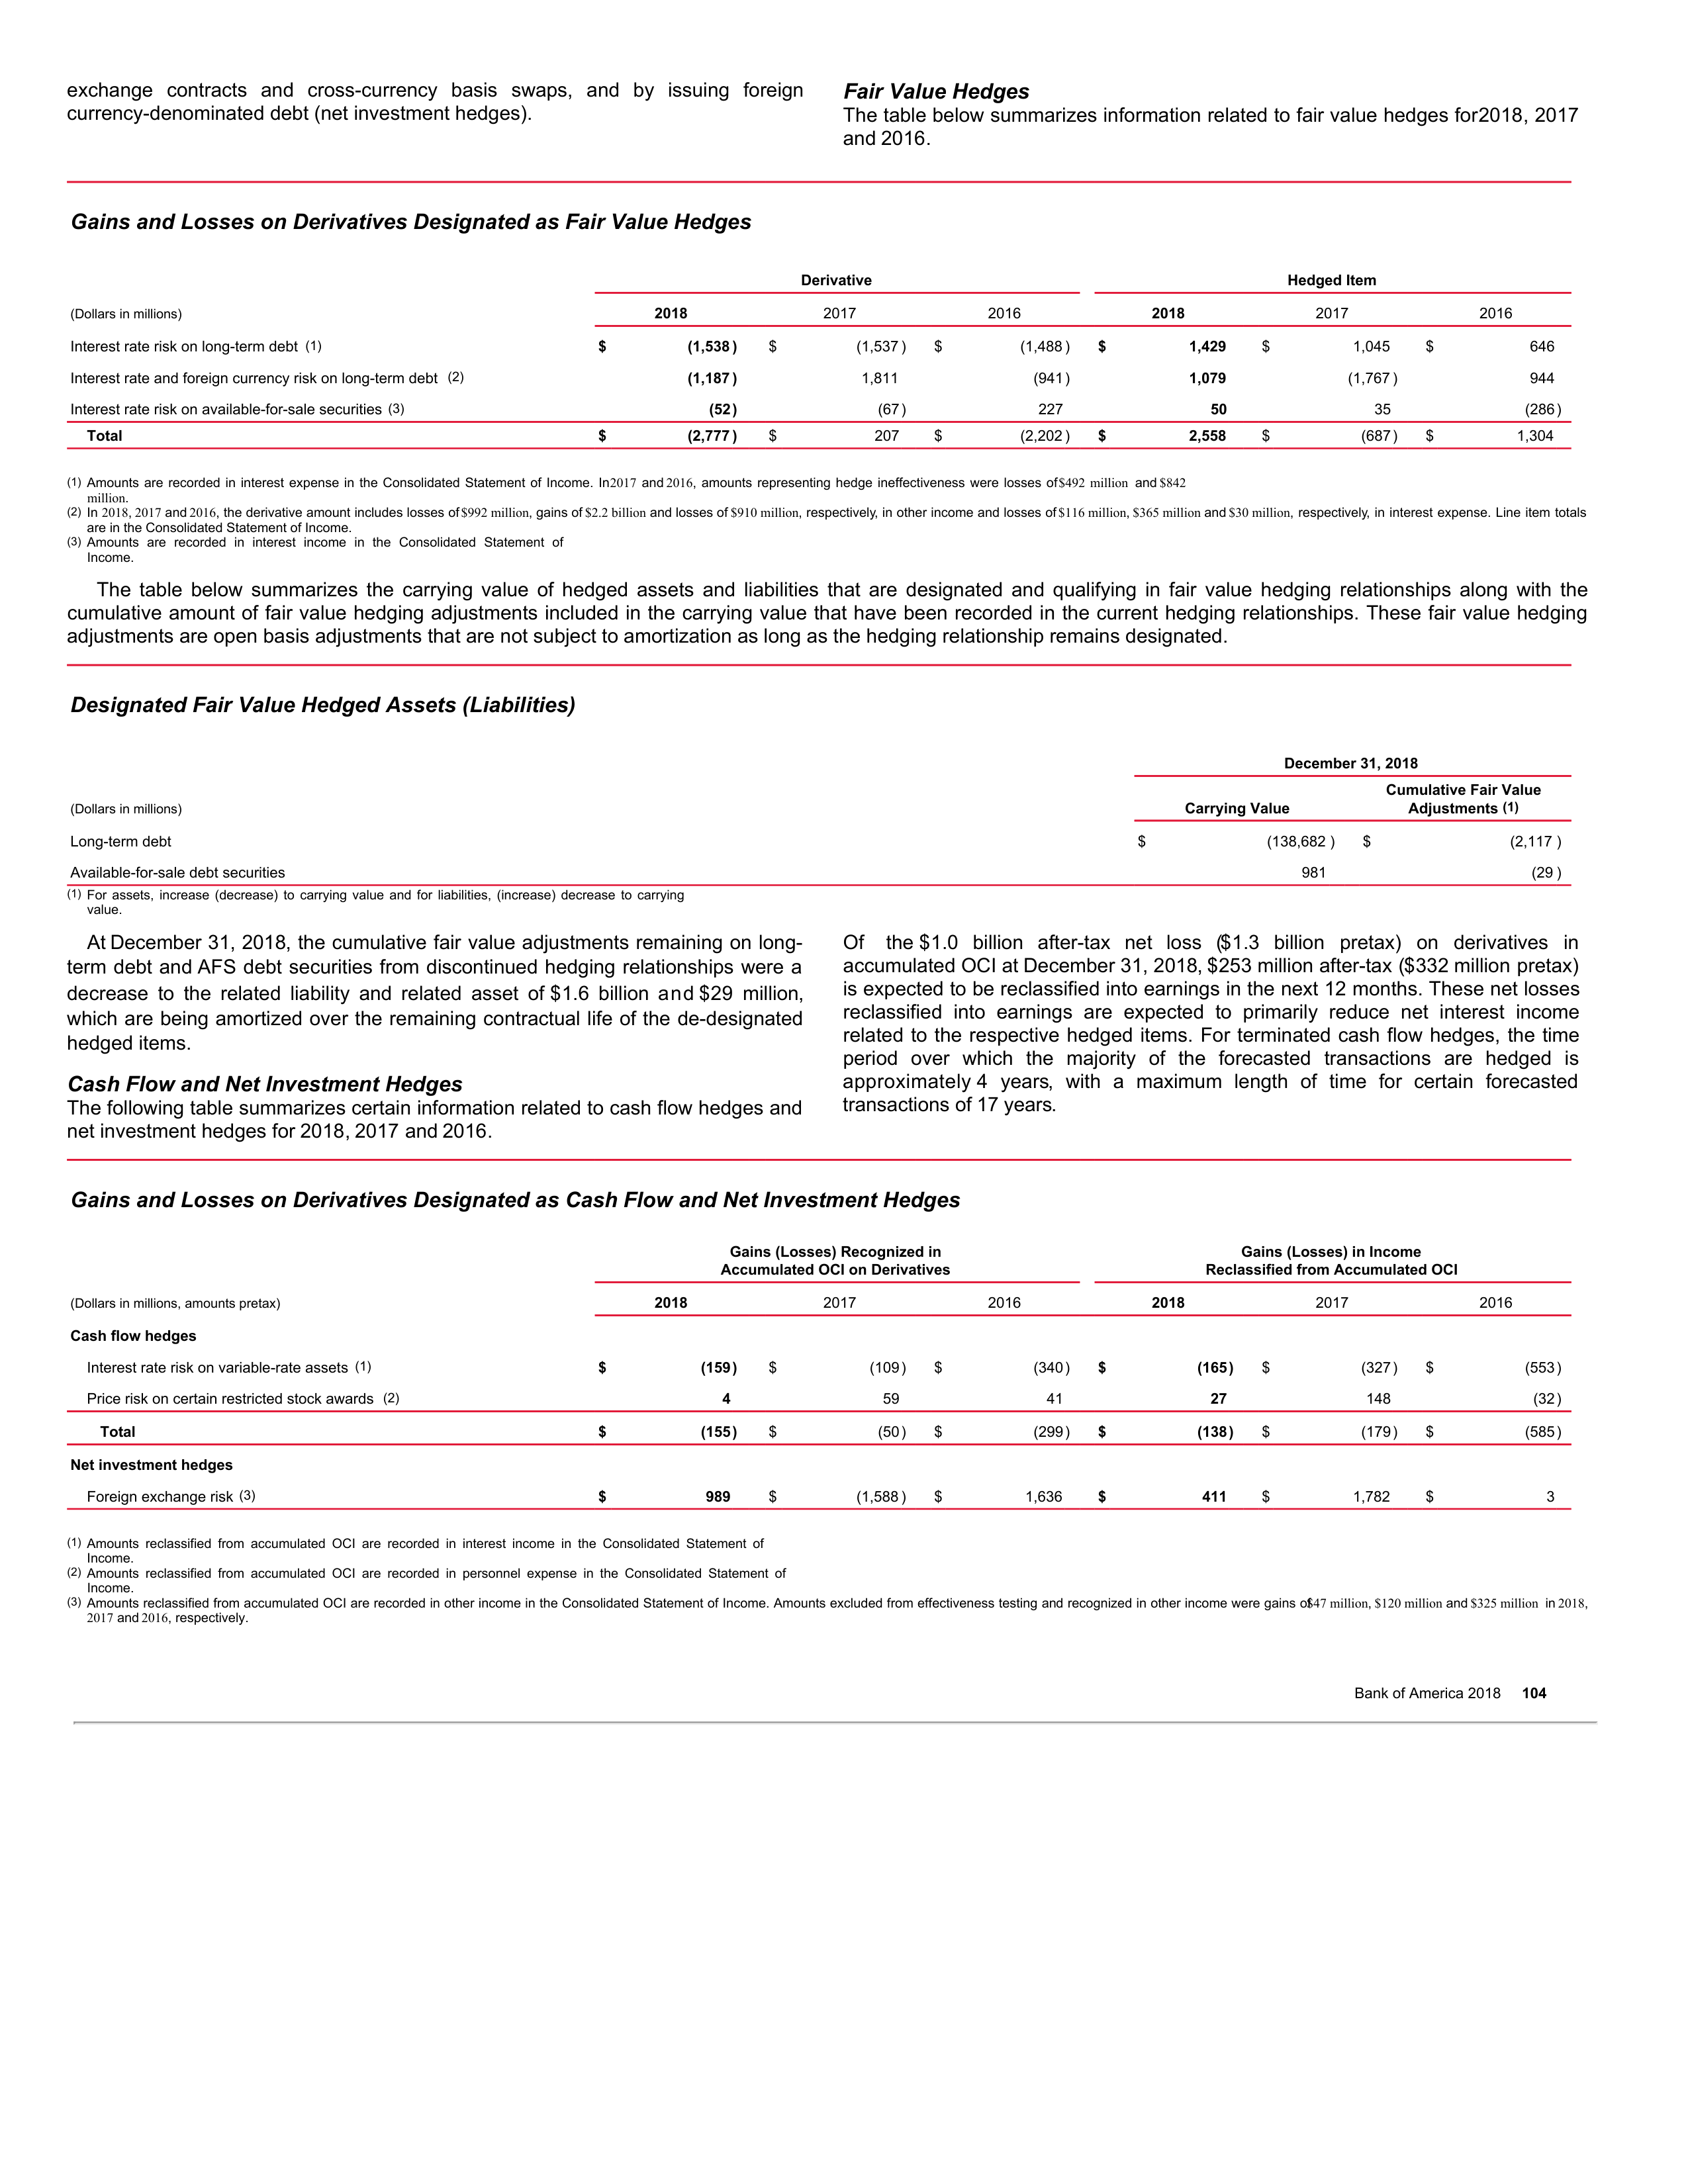 exchange contracts and cross-currency basis swaps, and by issuing foreign
currency-denominated debt (net investment hedges).
Fair Value Hedges
The table below summarizes information related to fair value hedges for2018, 2017
and 2016.
Gains and Losses on Derivatives Designated as Fair Value Hedges
Derivative Hedged Item
(Dollars in millions) 2018 2017 2016 2018 2017 2016
Interest rate risk on long-term debt (1) $ (1,538) $ (1,537) $ (1,488) $ 1,429 $ 1,045 $ 646
Interest rate and foreign currency risk on long-term debt (2) (1,187) 1,811 (941) 1,079 (1,767) 944
Interest rate risk on available-for-sale securities (3) (52) (67) 227 50 35 (286)
Total $ (2,777) $ 207 $ (2,202) $ 2,558 $ (687) $ 1,304
(1) Amounts are recorded in interest expense in the Consolidated Statement of Income. In2017 and 2016, amounts representing hedge ineffectiveness were losses of$492 million and $842
million.
(2) In 2018, 2017 and 2016, the derivative amount includes losses of$992 million, gains of $2.2 billion and losses of $910 million, respectively, in other income and losses of$116 million, $365 million and $30 million, respectively, in interest expense. Line item totals
are in the Consolidated Statement of Income.
(3) Amounts are recorded in interest income in the Consolidated Statement of
Income.
The table below summarizes the carrying value of hedged assets and liabilities that are designated and qualifying in fair value hedging relationships along with the
cumulative amount of fair value hedging adjustments included in the carrying value that have been recorded in the current hedging relationships. These fair value hedging
adjustments are open basis adjustments that are not subject to amortization as long as the hedging relationship remains designated.
Designated Fair Value Hedged Assets (Liabilities)
December 31, 2018
(Dollars in millions) Carrying Value Cumulative Fair Value
Adjustments (1)
Long-term debt $ (138,682) $ (2,117)
Available-for-sale debt securities 981 (29)
(1) For assets, increase (decrease) to carrying value and for liabilities, (increase) decrease to carrying
value.
At December 31, 2018, the cumulative fair value adjustments remaining on long-
term debt and AFS debt securities from discontinued hedging relationships were a
decrease to the related liability and related asset of $1.6 billion and $29 million,
which are being amortized over the remaining contractual life of the de-designated
hedged items.
Cash Flow and Net Investment Hedges
The following table summarizes certain information related to cash flow hedges and
net investment hedges for 2018, 2017 and 2016.
Of the $1.0 billion after-tax net loss ($1.3 billion pretax) on derivatives in
accumulated OCI at December 31, 2018, $253 million after-tax ($332 million pretax)
is expected to be reclassified into earnings in the next 12 months. These net losses
reclassified into earnings are expected to primarily reduce net interest income
related to the respective hedged items. For terminated cash flow hedges, the time
period over which the majority of the forecasted transactions are hedged is
approximately 4 years, with a maximum length of time for certain forecasted
transactions of 17 years.
Gains and Losses on Derivatives Designated as Cash Flow and Net Investment Hedges
Gains (Losses) Recognized in Gains (Losses) in Income
Accumulated OCI on Derivatives Reclassified from Accumulated OCI
(Dollars in millions, amounts pretax) 2018 2017 2016 2018 2017 2016
Cash flow hedges
Interest rate risk on variable-rate assets (1) $ (159) $ (109) $ (340) $ (165) $ (327) $ (553)
Price risk on certain restricted stock awards (2) 4 59 41 27 148 (32)
Total $ (155) $ (50) $ (299) $ (138) $ (179) $ (585)
Net investment hedges
Foreign exchange risk (3) $ 989 $ (1,588) $ 1,636 $ 411 $ 1,782 $ 3
(1) Amounts reclassified from accumulated OCI are recorded in interest income in the Consolidated Statement of
Income.
(2) Amounts reclassified from accumulated OCI are recorded in personnel expense in the Consolidated Statement of
Income.
(3) Amounts reclassified from accumulated OCI are recorded in other income in the Consolidated Statement of Income. Amounts excluded from effectiveness testing and recognized in other income were gains of$47 million, $120 million and $325 million in 2018,
2017 and 2016, respectively.
Bank of America 2018 104